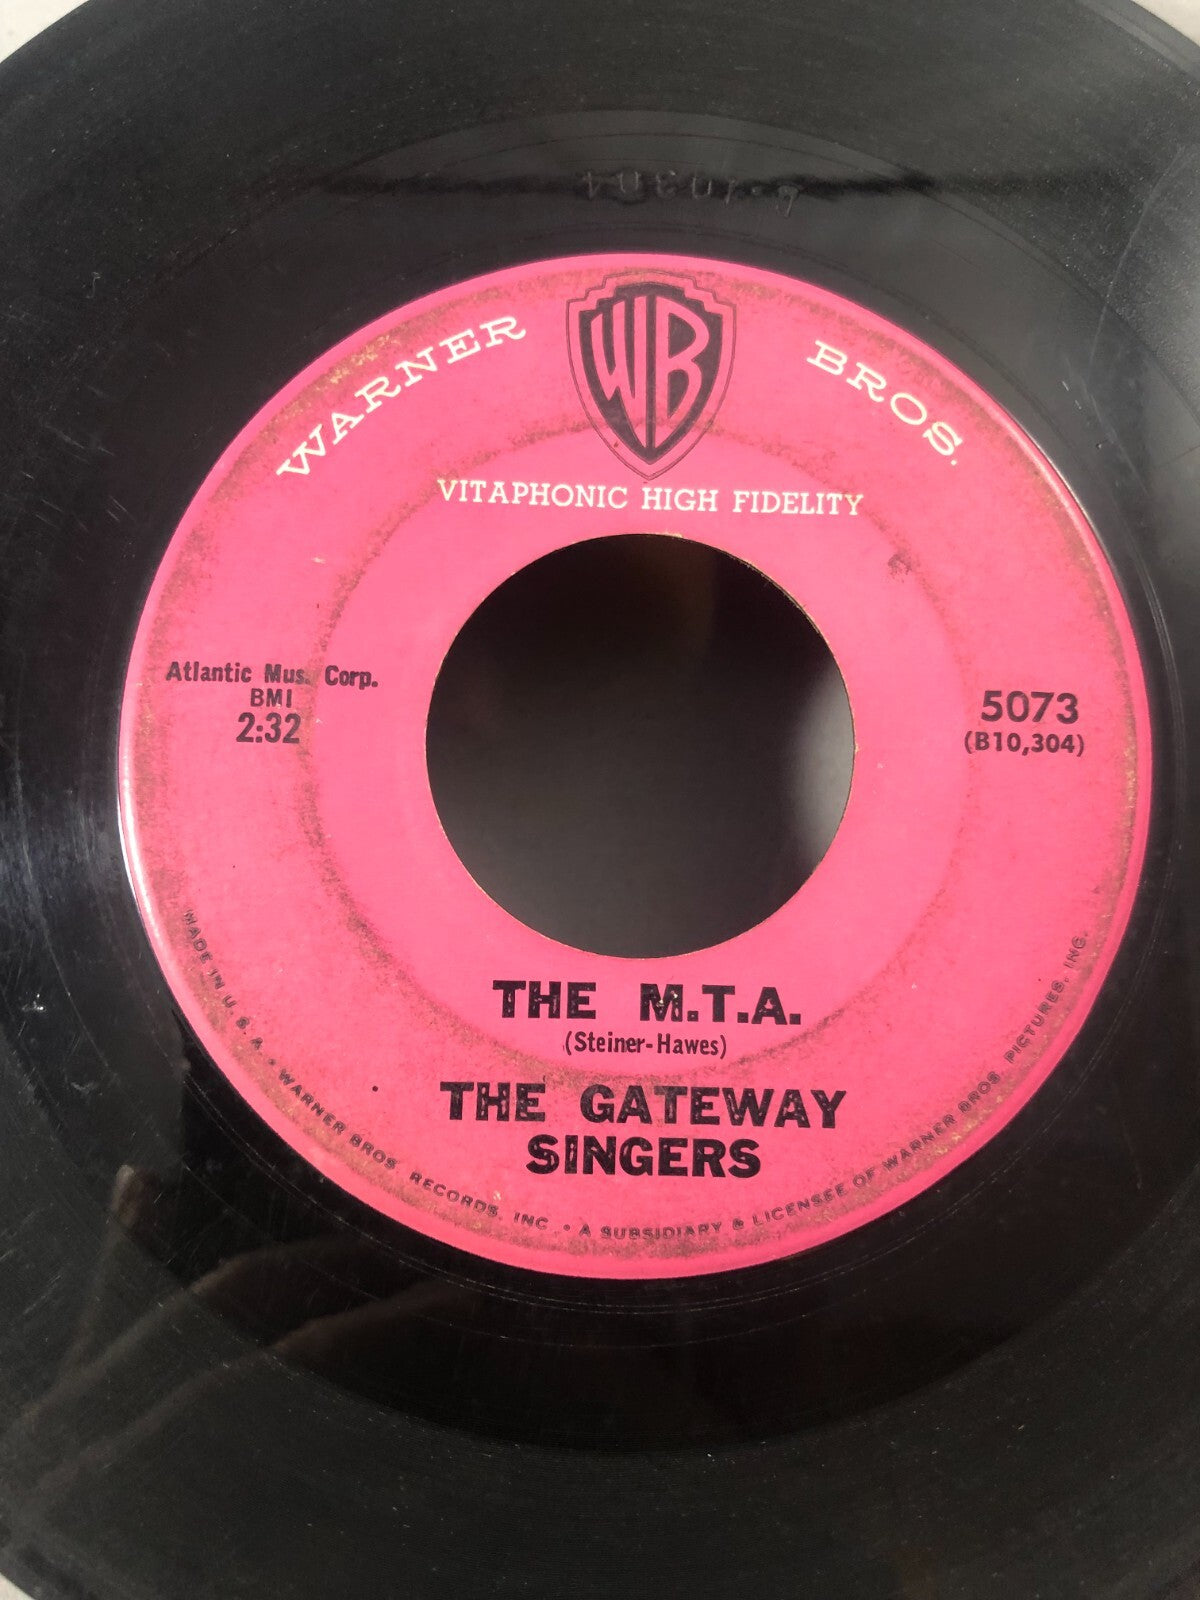 WARNER BROS.
WB
VITAPHONIC HIGH FIDELITY
Atlantic Mus. Corp.
BMI
2:32
5073
(B10,304)
THE M.T.A.
(Steiner-Hawes)
THE GATEWAY
SINGERS
MADE IN U.S.A. • WARNER BROS. RECORDS, INC • A SUBSIDIARY & LICENSEE OF WARNER BROS. PICTURES, INC.